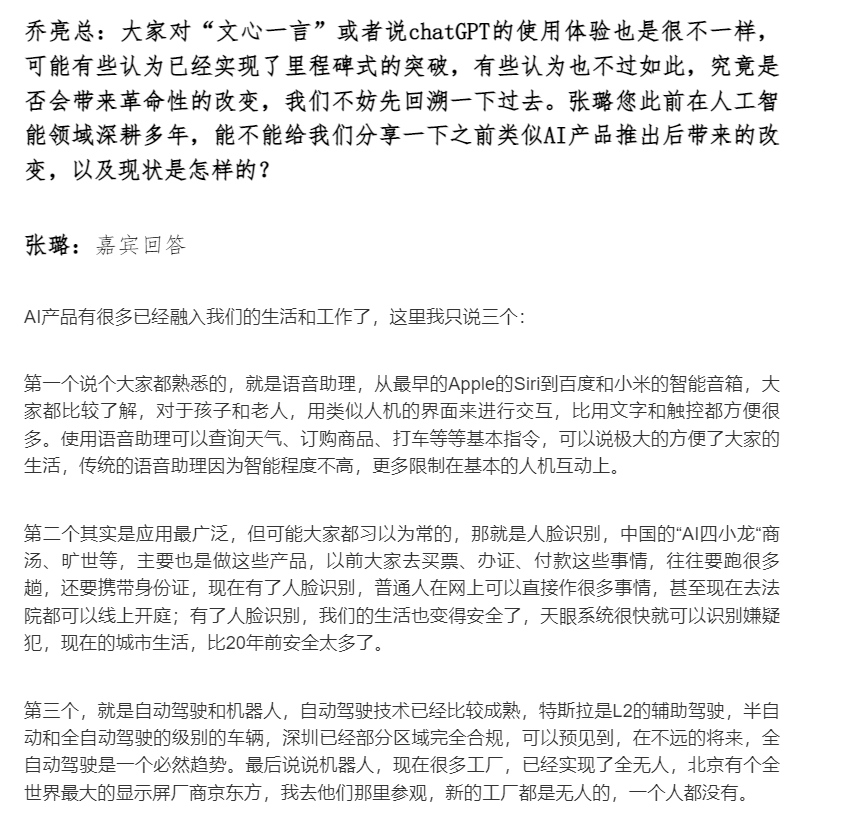 乔亮总：大家对“文心一言”或者说chatGPT的使用体验也是很不一样，
可能有些认为已经实现了里程碑式的突破，有些认为也不过如此，究竟是
否会带来革命性的改变，我们不妨先回溯一下过去。张璐您此前在人工智
能领域深耕多年，能不能给我们分享一下之前类似AI产品推出后带来的改
变，以及现状是怎样的？
张璐：嘉宾回答
AI产品有很多已经融入我们的生活和工作了，这里我只说三个：
第一个说个大家都熟悉的，就是语音助理，从最早的Apple的Siri到百度和小米的智能音箱，大
家都比较了解，对于孩子和老人，用类似人机的界面来进行交互，比用文字和触控都方便很
多。使用语音助理可以查询天气、订购商品、打车等等基本指令，可以说极大的方便了大家的
生活，传统的语音助理因为智能程度不高，更多限制在基本的人机互动上。
第二个其实是应用最广泛，但可能大家都习以为常的，那就是人脸识别，中国的“AI四小龙“商
汤、旷世等，主要也是做这些产品，以前大家去买票、办证、付款这些事情，往往要跑很多
趟，还要携带身份证，现在有了人脸识别，普通人在网上可以直接作很多事情，甚至现在去法
院都可以线上开庭；有了人脸识别，我们的生活也变得安全了，天眼系统很快就可以识别嫌疑
犯，现在的城市生活，比20年前安全太多了。
第三个，就是自动驾驶和机器人，自动驾驶技术已经比较成熟，特斯拉是L2的辅助驾驶，半自
动和全自动驾驶的级别的车辆，深圳已经部分区域完全合规，可以预见到，在不远的将来，全
自动驾驶是一个必然趋势。最后说说机器人，现在很多工厂，已经实现了全无人，北京有个全
世界最大的显示屏厂商京东方，我去他们那里参观，新的工厂都是无人的，一个人都没有。